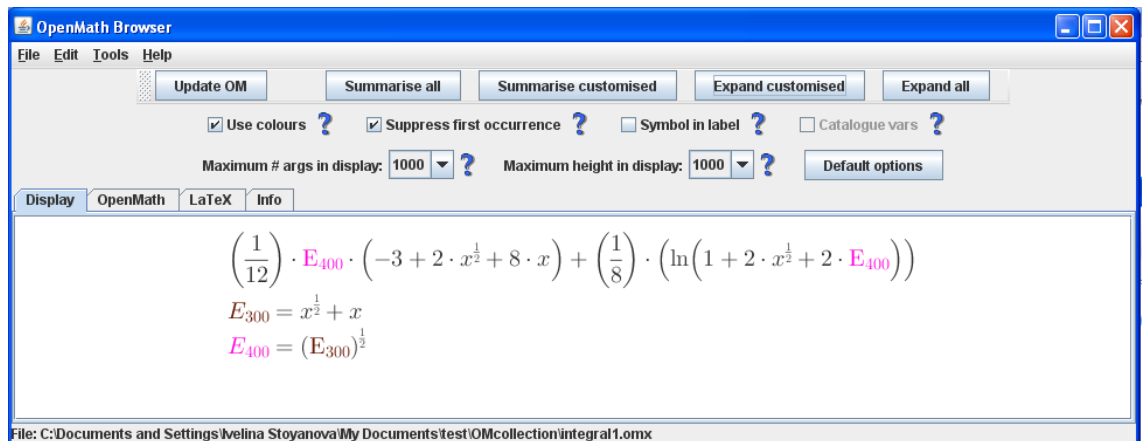 OpenMath Browser
File Edit Tools Help
Update OM Summarise all Summarise customised Expand customised Expand all
Use colours ? Suppress first occurrence ? Symbol in label ? Catalogue vars ?
Maximum # args in display: 1000 ? Maximum height in display: 1000 ? Default options
Display OpenMath LaTeX Info
(1/12) · E₄₀₀ · (−3 + 2 · x^(1/2) + 8 · x) + (1/8) · (ln(1 + 2 · x^(1/2) + 2 · E₄₀₀))
E₃₀₀ = x^(1/2) + x
E₄₀₀ = (E₃₀₀)^(1/2)
File: C:\Documents and Settings\Ivelina Stoyanova\My Documents\test\OMcollection\integral1.omx